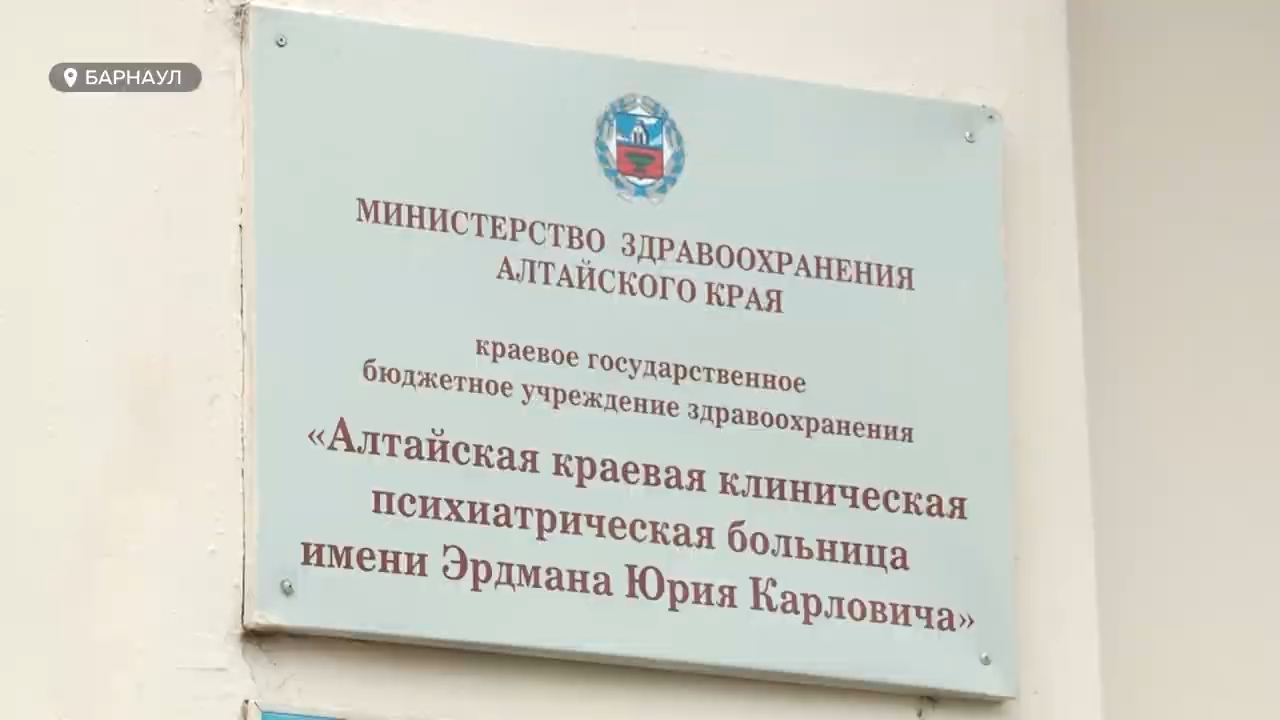 БАРНАУЛ
МИНИСТЕРСТВО ЗДРАВООХРАНЕНИЯ
АЛТАЙСКОГО КРАЯ
краевое государственное
бюджетное учреждение здравоохранения
«Алтайская краевая клиническая
психиатрическая больница
имени Эрдмана Юрия Карловича»